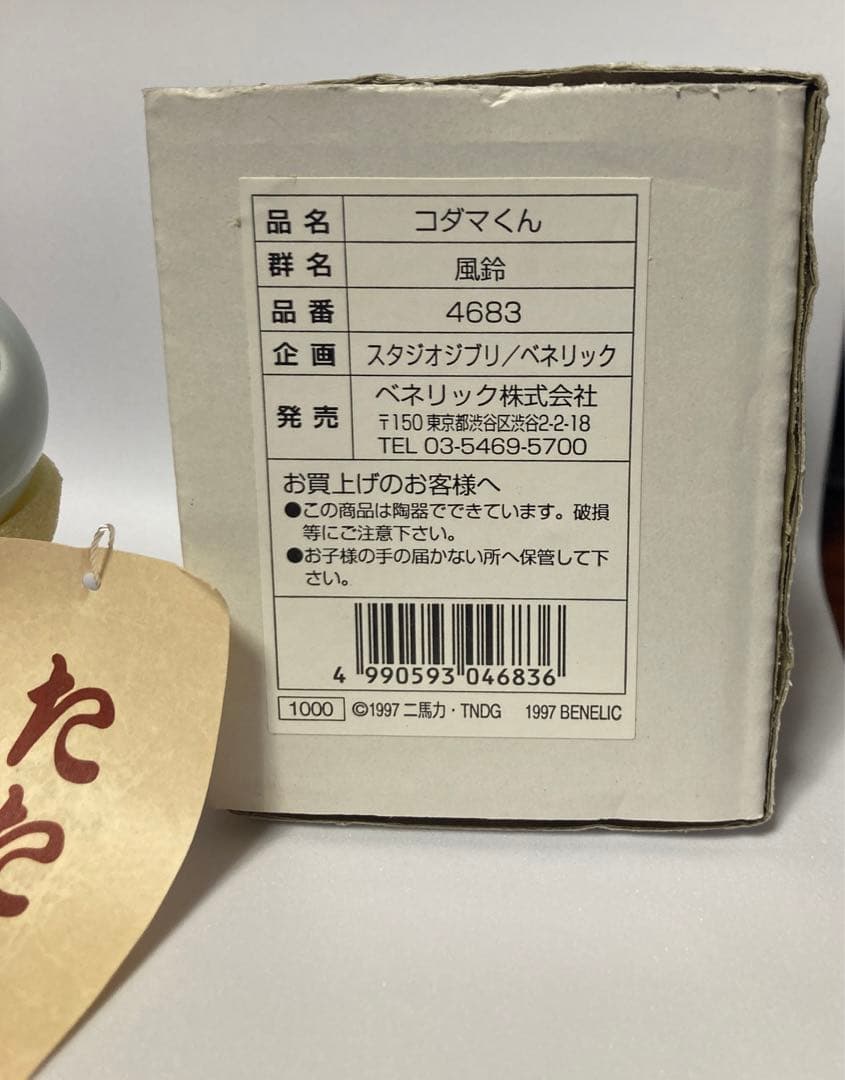 品名 コダマくん
群名 風鈴
品番 4683
企画 スタジオジブリ/ベネリック
発売 ベネリック株式会社
〒150 東京都渋谷区渋谷2-2-18
TEL 03-5469-5700
お買上げのお客様へ
●この商品は陶器でできています。破損
等にご注意下さい。
●お子様の手の届かない所へ保管して下
さい。
4 990593 046836
1000 ©1997 二馬力・TNDG 1997 BENELIC
た
た